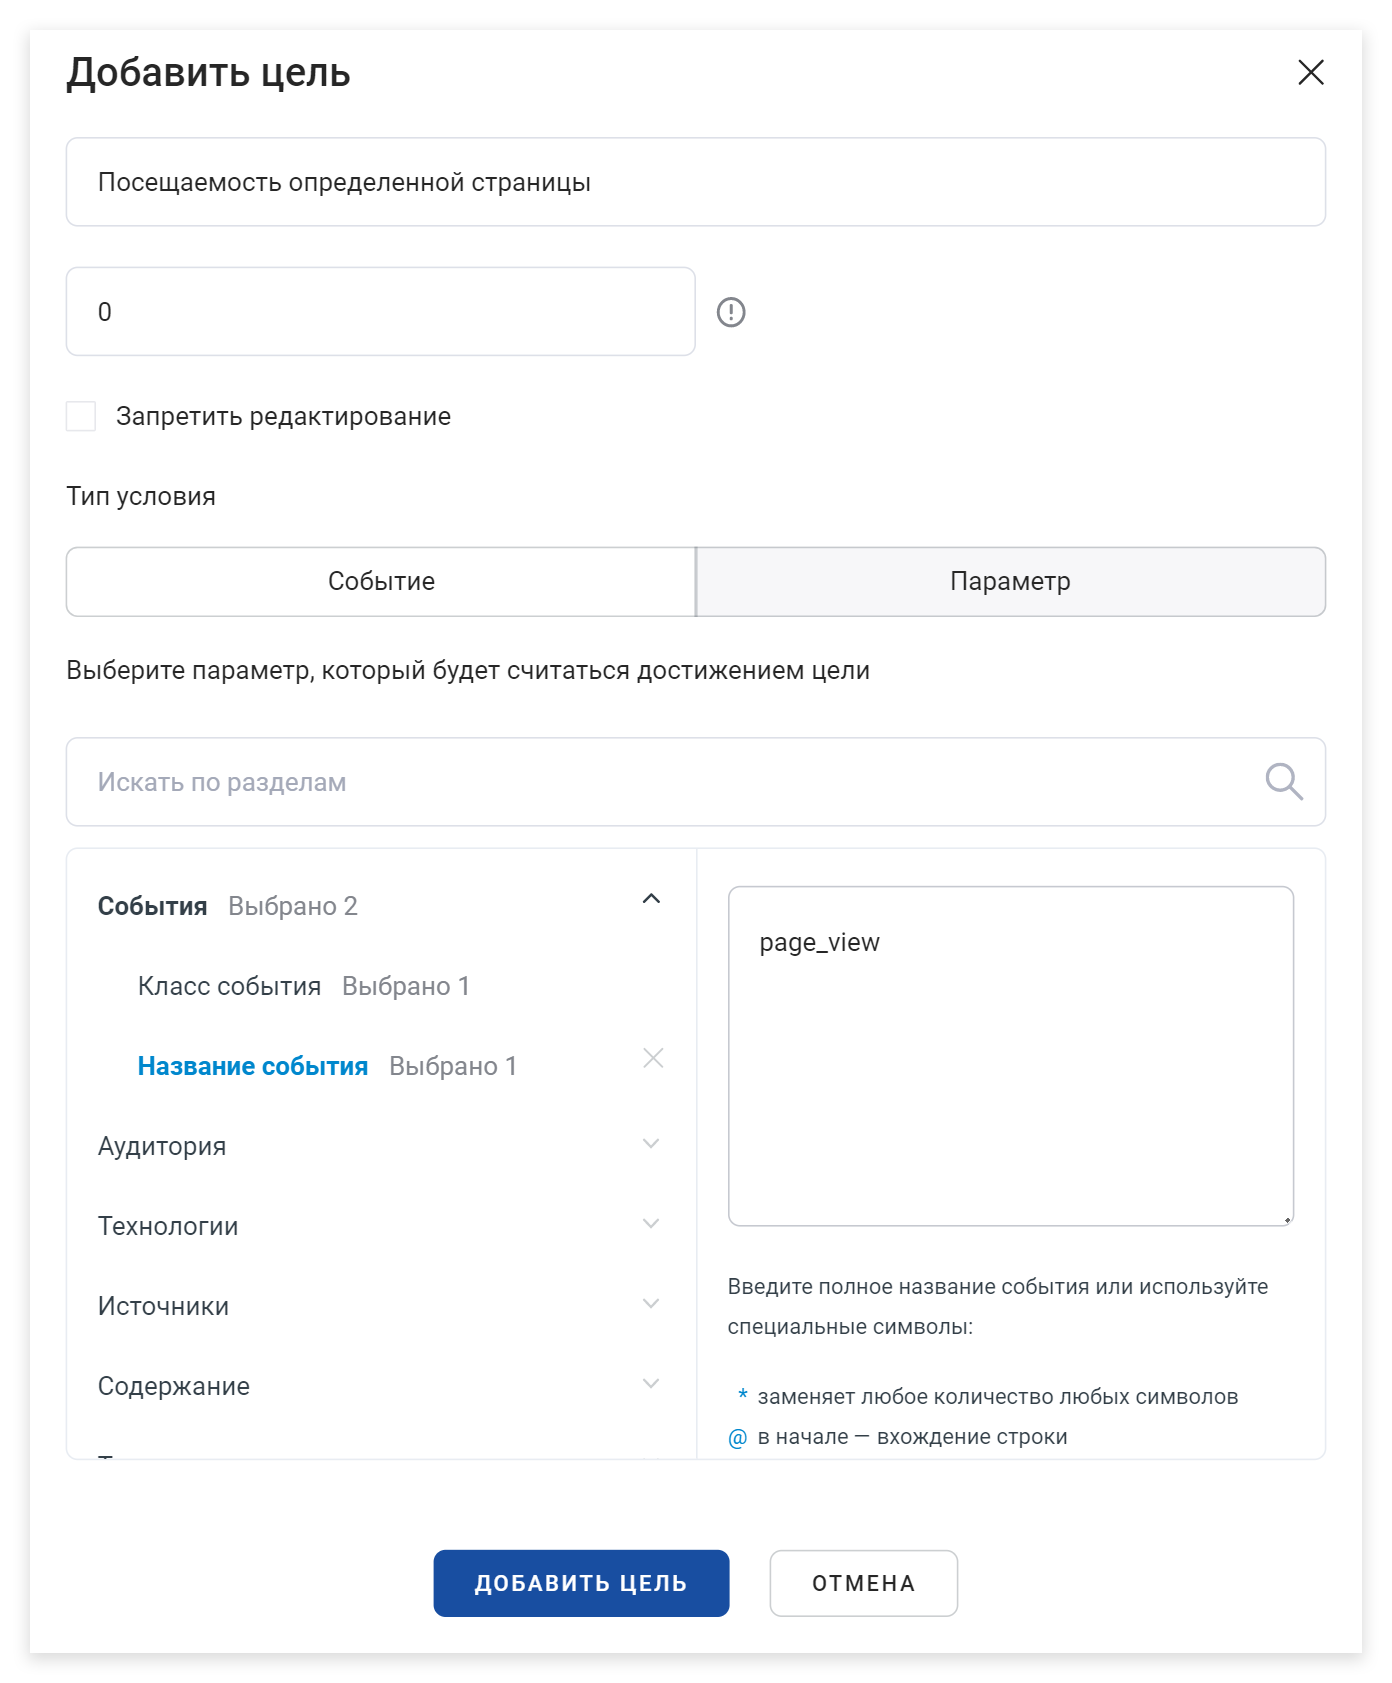 Добавить цель
Посещаемость определенной страницы
0
Запретить редактирование
Тип условия
Событие
Параметр
Выберите параметр, который будет считаться достижением цели
Искать по разделам
События Выбрано 2
Класс события Выбрано 1
Название события Выбрано 1
Аудитория
Технологии
Источники
Содержание
page_view
Введите полное название события или используйте
специальные символы:
* заменяет любое количество любых символов
@ в начале — вхождение строки
ДОБАВИТЬ ЦЕЛЬ
ОТМЕНА